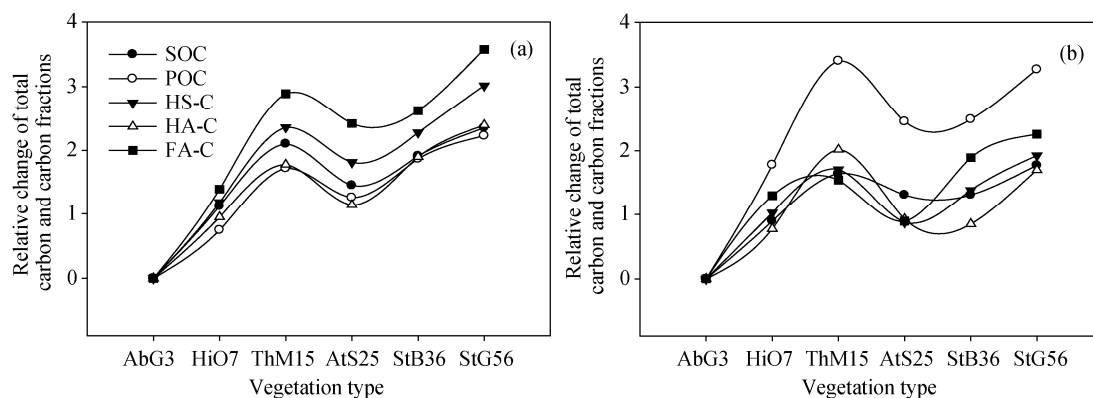 Relative change of total
carbon and carbon fractions
4
3
2
1
0
SOC
POC
HS-C
HA-C
FA-C
(a)
AbG3 HiO7 ThM15 AtS25 StB36 StG56
Vegetation type
Relative change of total
carbon and carbon fractions
4
3
2
1
0
(b)
AbG3 HiO7 ThM15 AtS25 StB36 StG56
Vegetation type